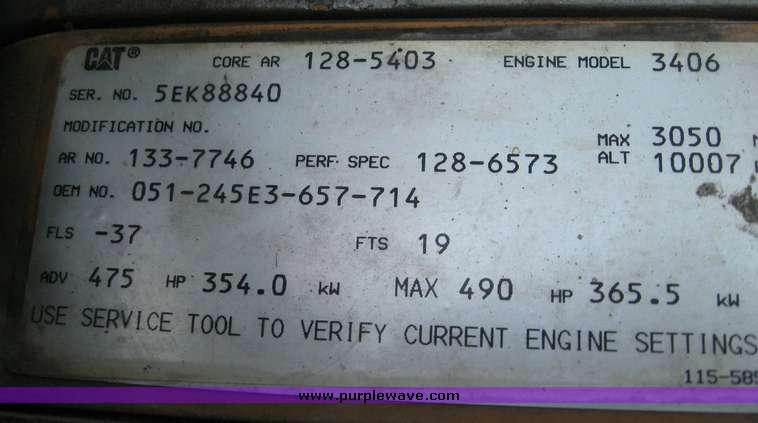 CAT® CORE AR 128-5403 ENGINE MODEL 3406
SER. NO. 5EK88840
MODIFICATION NO.
MAX 3050
AR NO. 133-7746 PERF SPEC 128-6573 ALT 10007
OEM NO. 051-245E3-657-714
FLS -37 FTS 19
ADV 475 HP 354.0 kW MAX 490 HP 365.5 kW
USE SERVICE TOOL TO VERIFY CURRENT ENGINE SETTINGS
115-585
www.purplewave.com